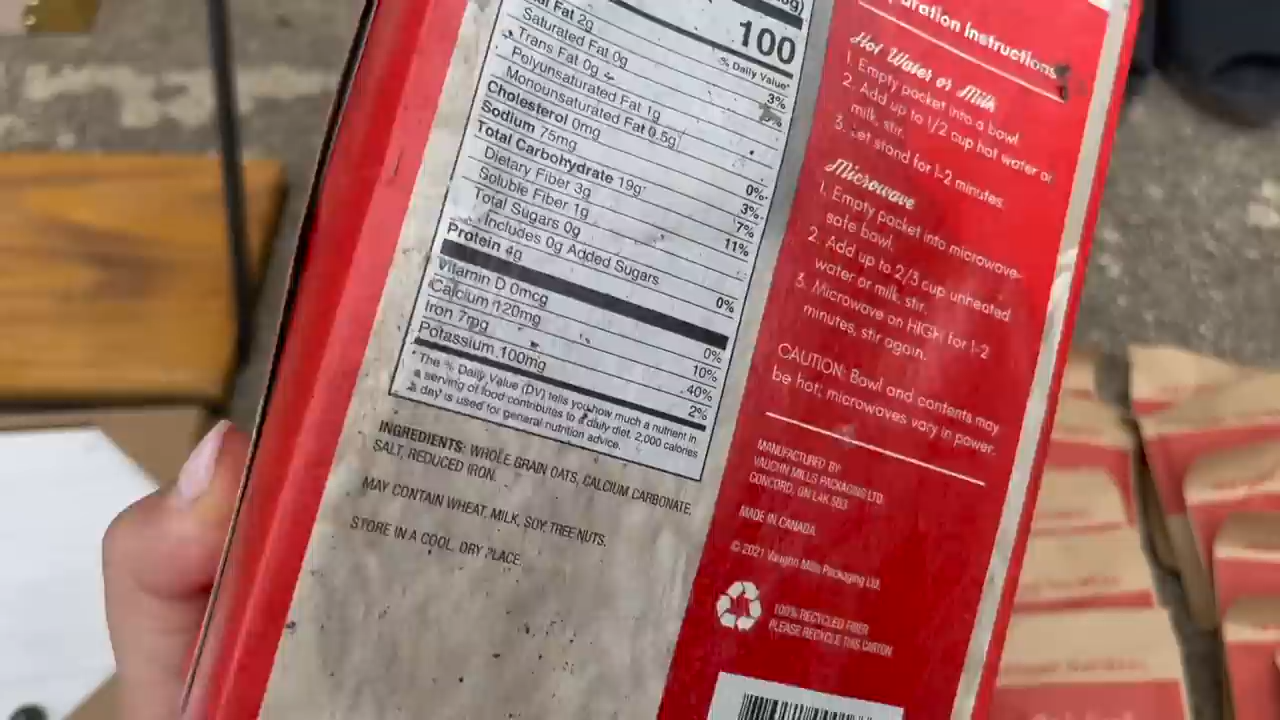 8g)
100
% Daily Value*
al Fat 2g 3%
Saturated Fat 0g
Trans Fat 0g
Polyunsaturated Fat 1g
Monounsaturated Fat 0.5g
Cholesterol 0mg 0%
Sodium 75mg 3%
Total Carbohydrate 19g 7%
Dietary Fiber 3g 11%
Soluble Fiber 1g
Total Sugars 0g
Includes 0g Added Sugars 0%
Protein 4g
Vitamin D 0mcg 0%
Calcium 120mg 10%
Iron 7mg 40%
Potassium 100mg 2%
* The % Daily Value (DV) tells you how much a nutrient in
a serving of food contributes to a daily diet. 2,000 calories
a day is used for general nutrition advice.
INGREDIENTS: WHOLE GRAIN OATS, CALCIUM CARBONATE,
SALT, REDUCED IRON.
MAY CONTAIN WHEAT, MILK, SOY, TREE NUTS.
STORE IN A COOL, DRY PLACE.
paration Instructions
Hot Water or Milk
1. Empty packet into a bowl
2. Add up to 1/2 cup hot water or
milk, stir.
3. Let stand for 1-2 minutes.
Microwave
1. Empty packet into microwave-
safe bowl.
2. Add up to 2/3 cup unheated
water or milk, stir.
3. Microwave on HIGH for 1-2
minutes, stir again.
CAUTION: Bowl and contents may
be hot; microwaves vary in power.
MANUFACTURED BY
VAUGHN MILLS PACKAGING LTD
CONCORD, ON L4K 5B3
MADE IN CANADA
© 2021 Vaughn Mills Packaging Ltd.
100% RECYCLED FIBER
PLEASE RECYCLE THIS CARTON